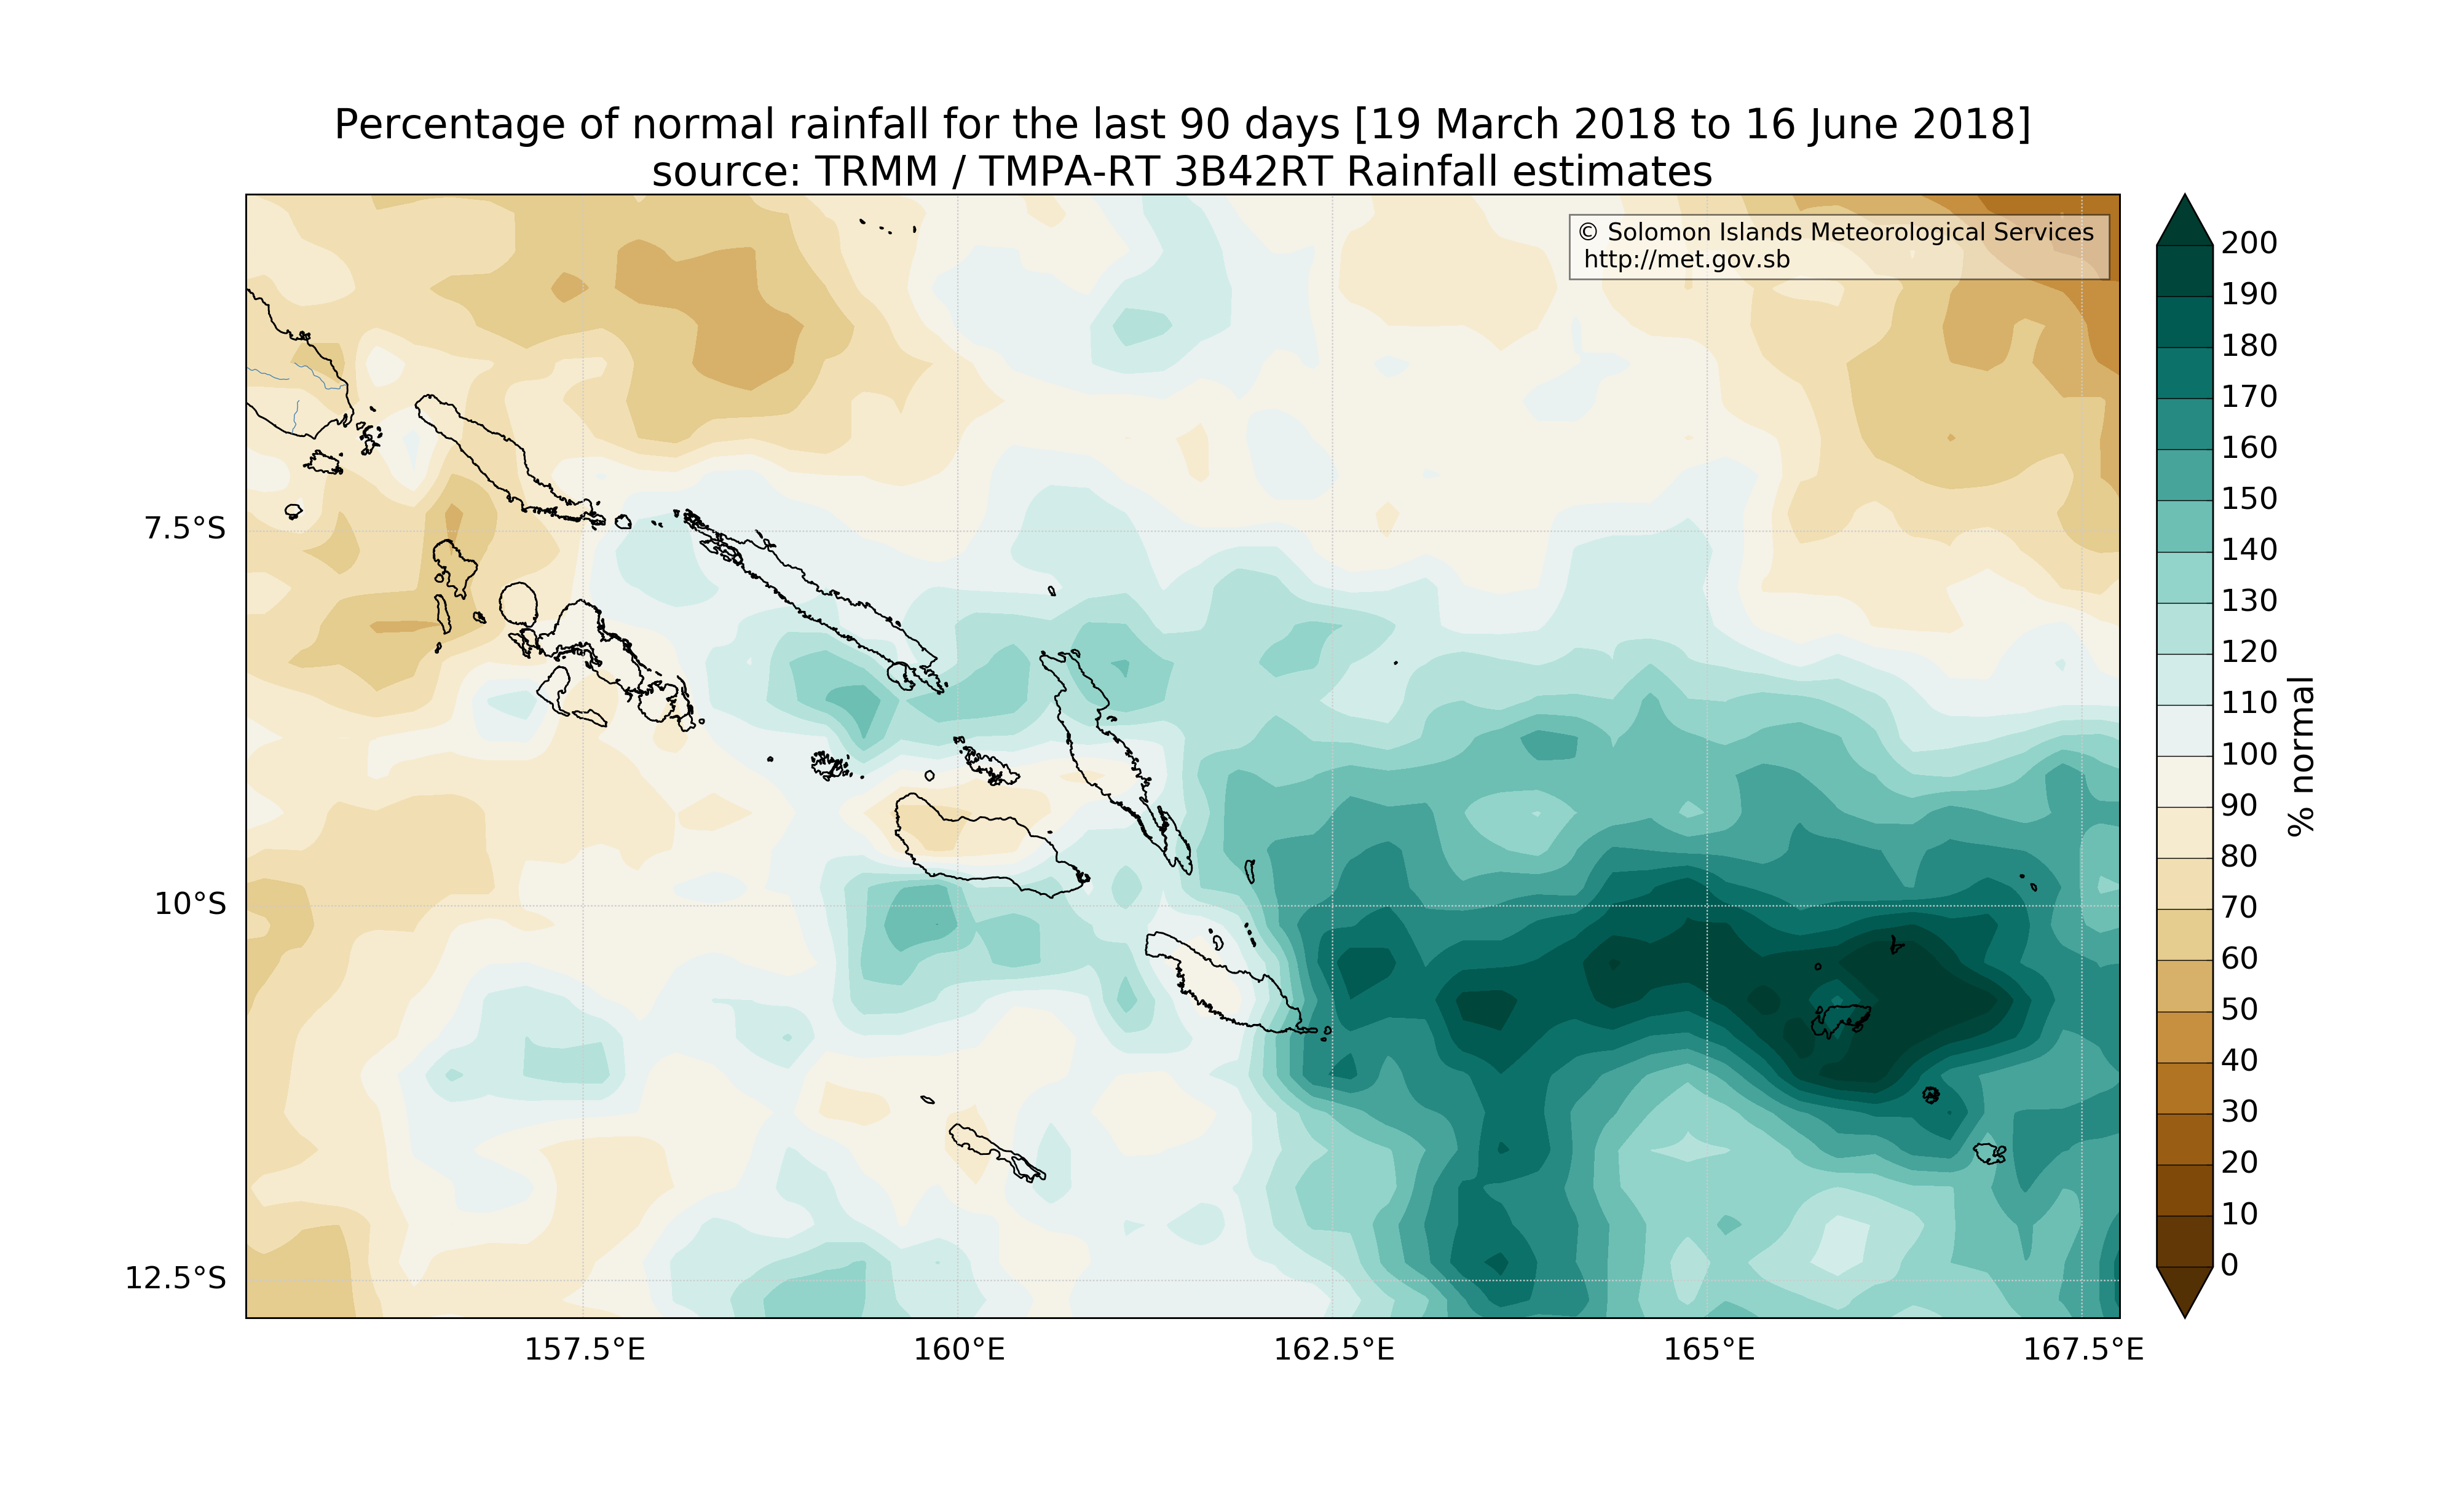 Percentage of normal rainfall for the last 90 days [19 March 2018 to 16 June 2018]
source: TRMM / TMPA-RT 3B42RT Rainfall estimates
© Solomon Islands Meteorological Services
http://met.gov.sb
7.5°S
10°S
12.5°S
157.5°E
160°E
162.5°E
165°E
167.5°E
200
190
180
170
160
150
140
130
120
110
100
90
80
70
60
50
40
30
20
10
0
% normal